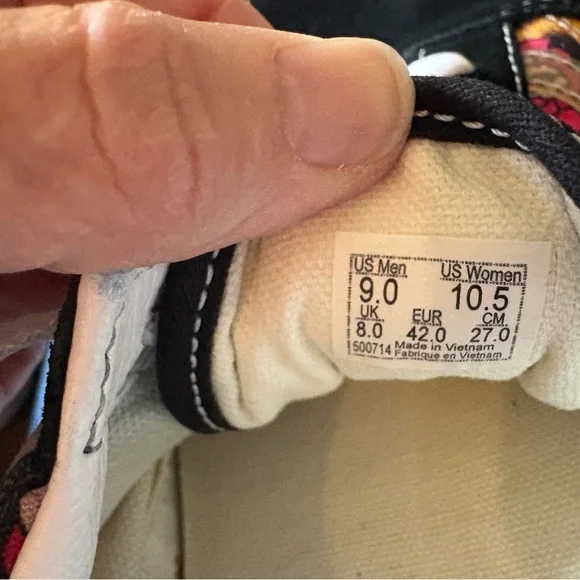 US Men US Women
9.0 10.5
UK EUR CM
8.0 42.0 27.0
500714 Made in Vietnam
Fabrique en Vietnam